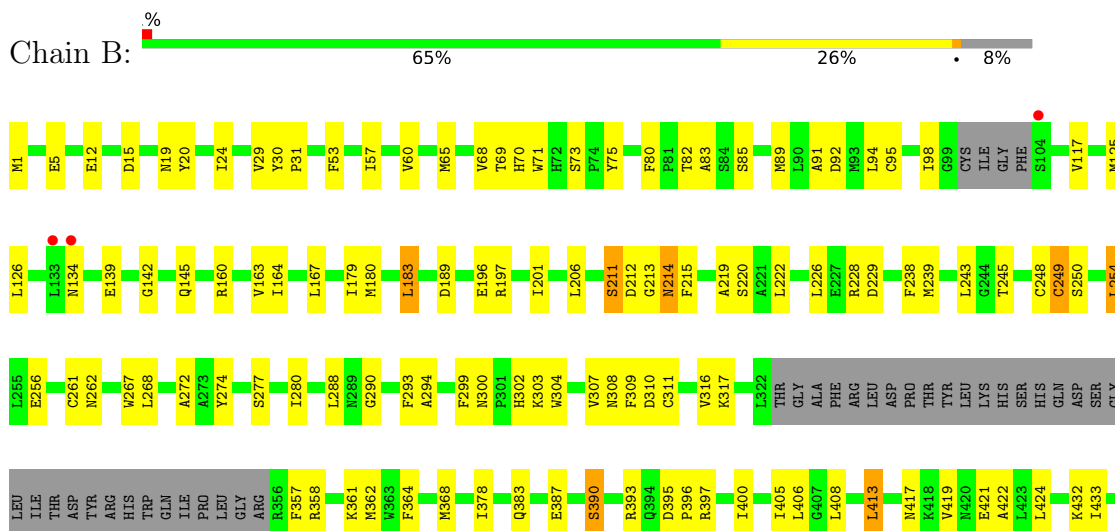 .%
Chain B:
65% 26% • 8%
M1 E5 E12 D15 N19 Y20 I24 V29 Y30 P31 F53 I57 V60 M65 V68 T69 H70 W71 H72 S73 P74 Y75 F80 P81 T82 A83 S84 S85 M89 L90 A91 D92 M93 L94 C95 I98 G99 CYS ILE GLY PHE S104 V117 M125
L126 L133 N134 E139 G142 Q145 R160 V163 I164 L167 I179 M180 L183 D189 E196 R197 I201 L206 S211 D212 G213 N214 F215 A219 S220 A221 L222 L226 E227 R228 D229 F238 M239 L243 G244 T245 C248 C249 S250 L254
L255 E256 C261 N262 W267 L268 A272 A273 Y274 S277 I280 L288 N289 G290 F293 A294 F299 N300 P301 H302 K303 W304 V307 N308 F309 D310 C311 V316 K317 L322 THR GLY ALA PHE ARG LEU ASP PRO THR TYR LEU LYS HIS SER HIS GLN ASP SER GLY
LEU ILE THR ASP TYR ARG HIS TRP GLN ILE PRO LEU GLY ARG R356 F357 R358 K361 M362 W363 F364 M368 I378 Q383 E387 S390 R393 Q394 D395 P396 R397 I400 I405 L406 G407 L408 L413 N417 K418 V419 N420 E421 A422 L423 L424 K432 I433